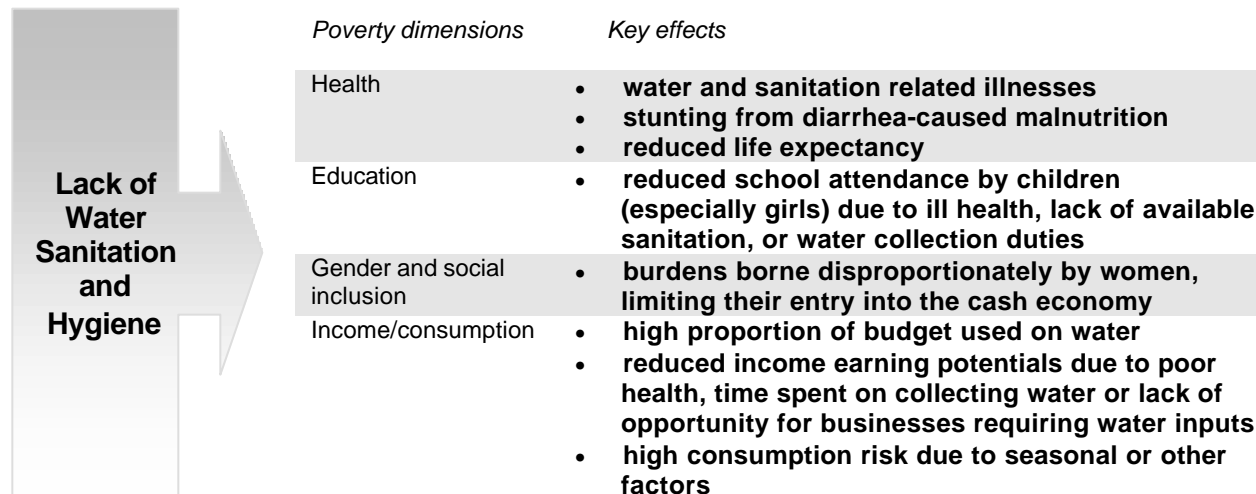 Poverty dimensions Key effects
Lack of
Water
Sanitation
and
Hygiene
Health
• water and sanitation related illnesses
• stunting from diarrhea-caused malnutrition
• reduced life expectancy
Education
• reduced school attendance by children
(especially girls) due to ill health, lack of available
sanitation, or water collection duties
Gender and social
inclusion
• burdens borne disproportionately by women,
limiting their entry into the cash economy
Income/consumption
• high proportion of budget used on water
• reduced income earning potentials due to poor
health, time spent on collecting water or lack of
opportunity for businesses requiring water inputs
• high consumption risk due to seasonal or other
factors